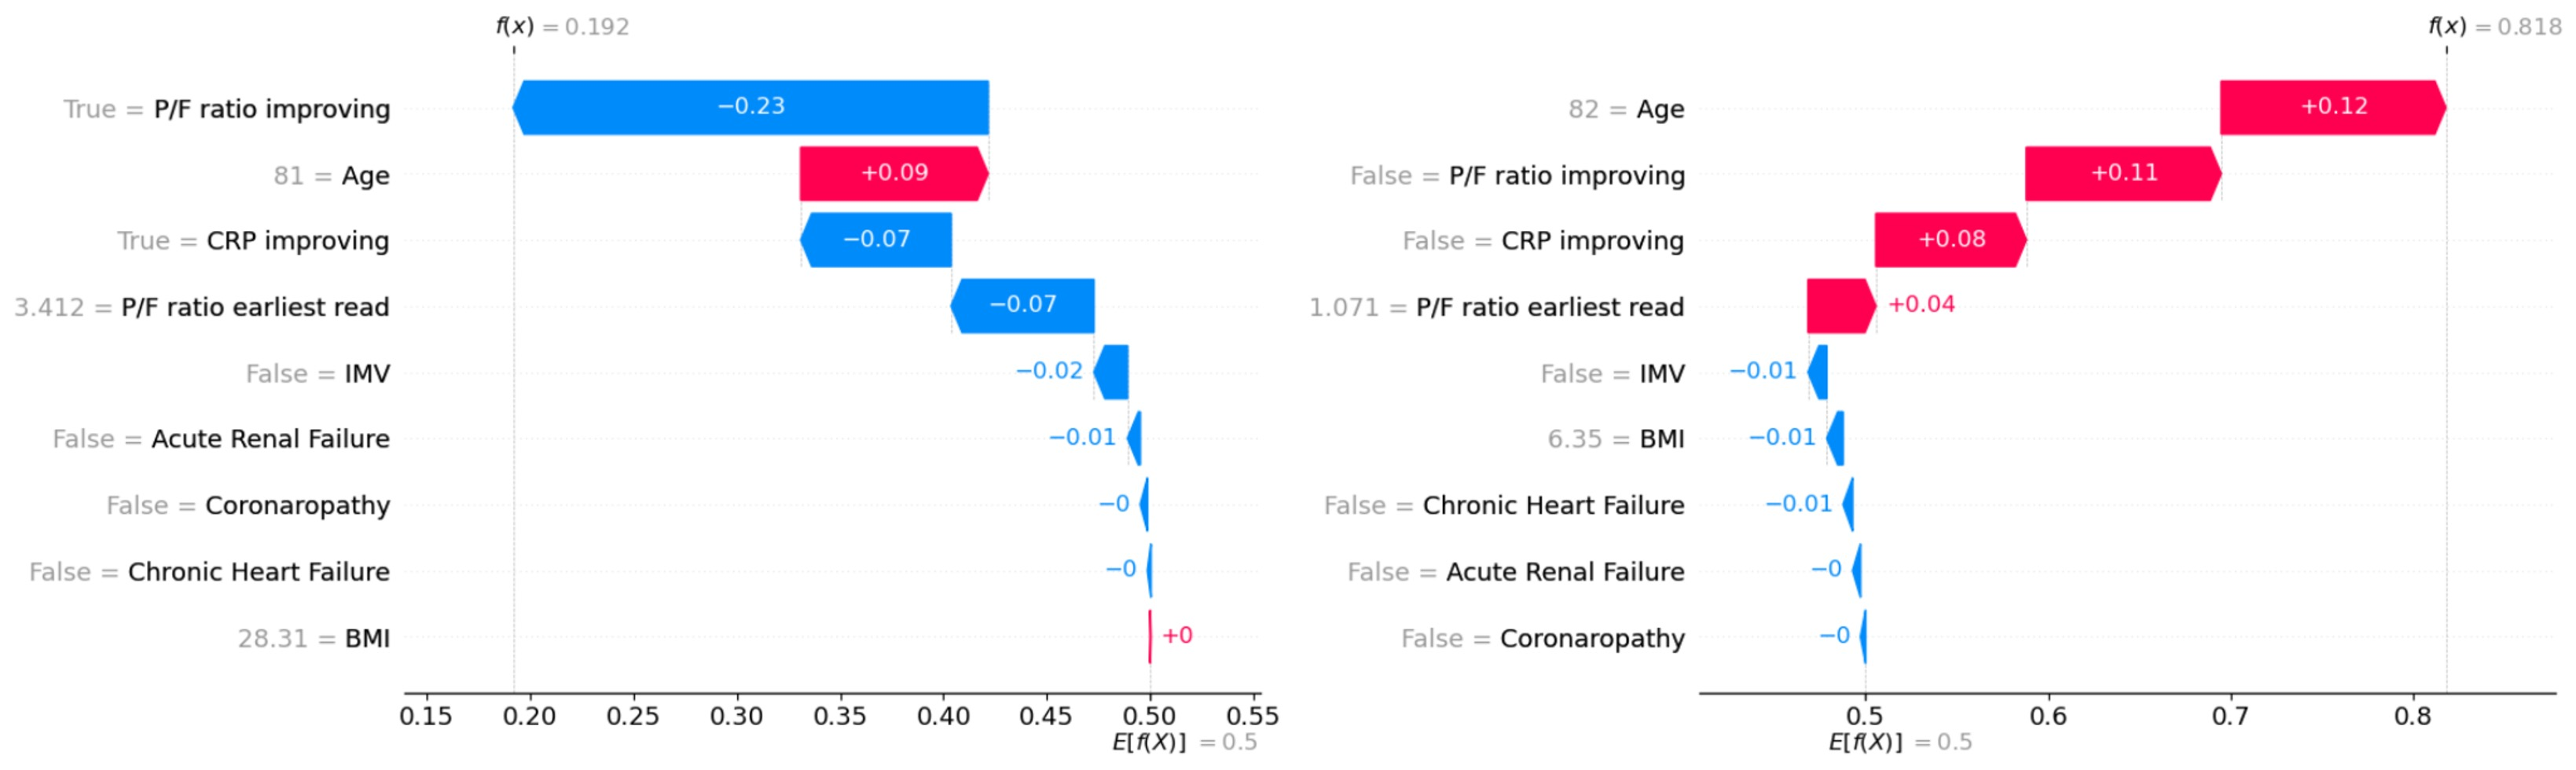 f(x) = 0.192
True = P/F ratio improving
−0.23
81 = Age
+0.09
True = CRP improving
−0.07
3.412 = P/F ratio earliest read
−0.07
False = IMV
−0.02
False = Acute Renal Failure
−0.01
False = Coronaropathy
−0
False = Chronic Heart Failure
−0
28.31 = BMI
+0
0.15 0.20 0.25 0.30 0.35 0.40 0.45 0.50 0.55
E[f(X)] = 0.5
f(x) = 0.818
82 = Age
+0.12
False = P/F ratio improving
+0.11
False = CRP improving
+0.08
1.071 = P/F ratio earliest read
+0.04
False = IMV
−0.01
6.35 = BMI
−0.01
False = Chronic Heart Failure
−0.01
False = Acute Renal Failure
−0
False = Coronaropathy
−0
0.5 0.6 0.7 0.8
E[f(X)] = 0.5